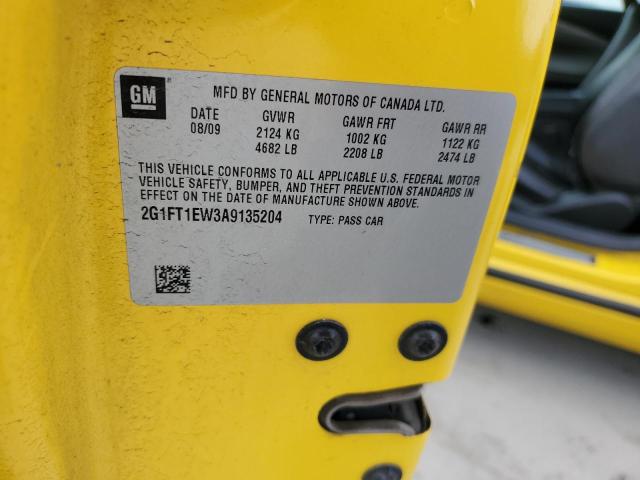 GM
MFD BY GENERAL MOTORS OF CANADA LTD.
DATE GVWR GAWR FRT GAWR RR
08/09 2124 KG 1002 KG 1122 KG
4682 LB 2208 LB 2474 LB
THIS VEHICLE CONFORMS TO ALL APPLICABLE U.S. FEDERAL MOTOR
VEHICLE SAFETY, BUMPER, AND THEFT PREVENTION STANDARDS IN
EFFECT ON THE DATE OF MANUFACTURE SHOWN ABOVE.
2G1FT1EW3A9135204 TYPE: PASS CAR